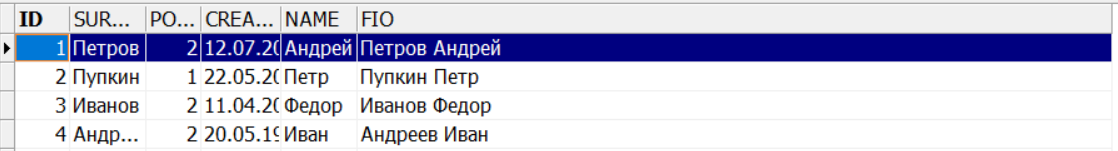 ID SUR... PO... CREA... NAME FIO
1 Петров 2 12.07.20 Андрей Петров Андрей
2 Пупкин 1 22.05.20 Петр Пупкин Петр
3 Иванов 2 11.04.20 Федор Иванов Федор
4 Андр... 2 20.05.19 Иван Андреев Иван